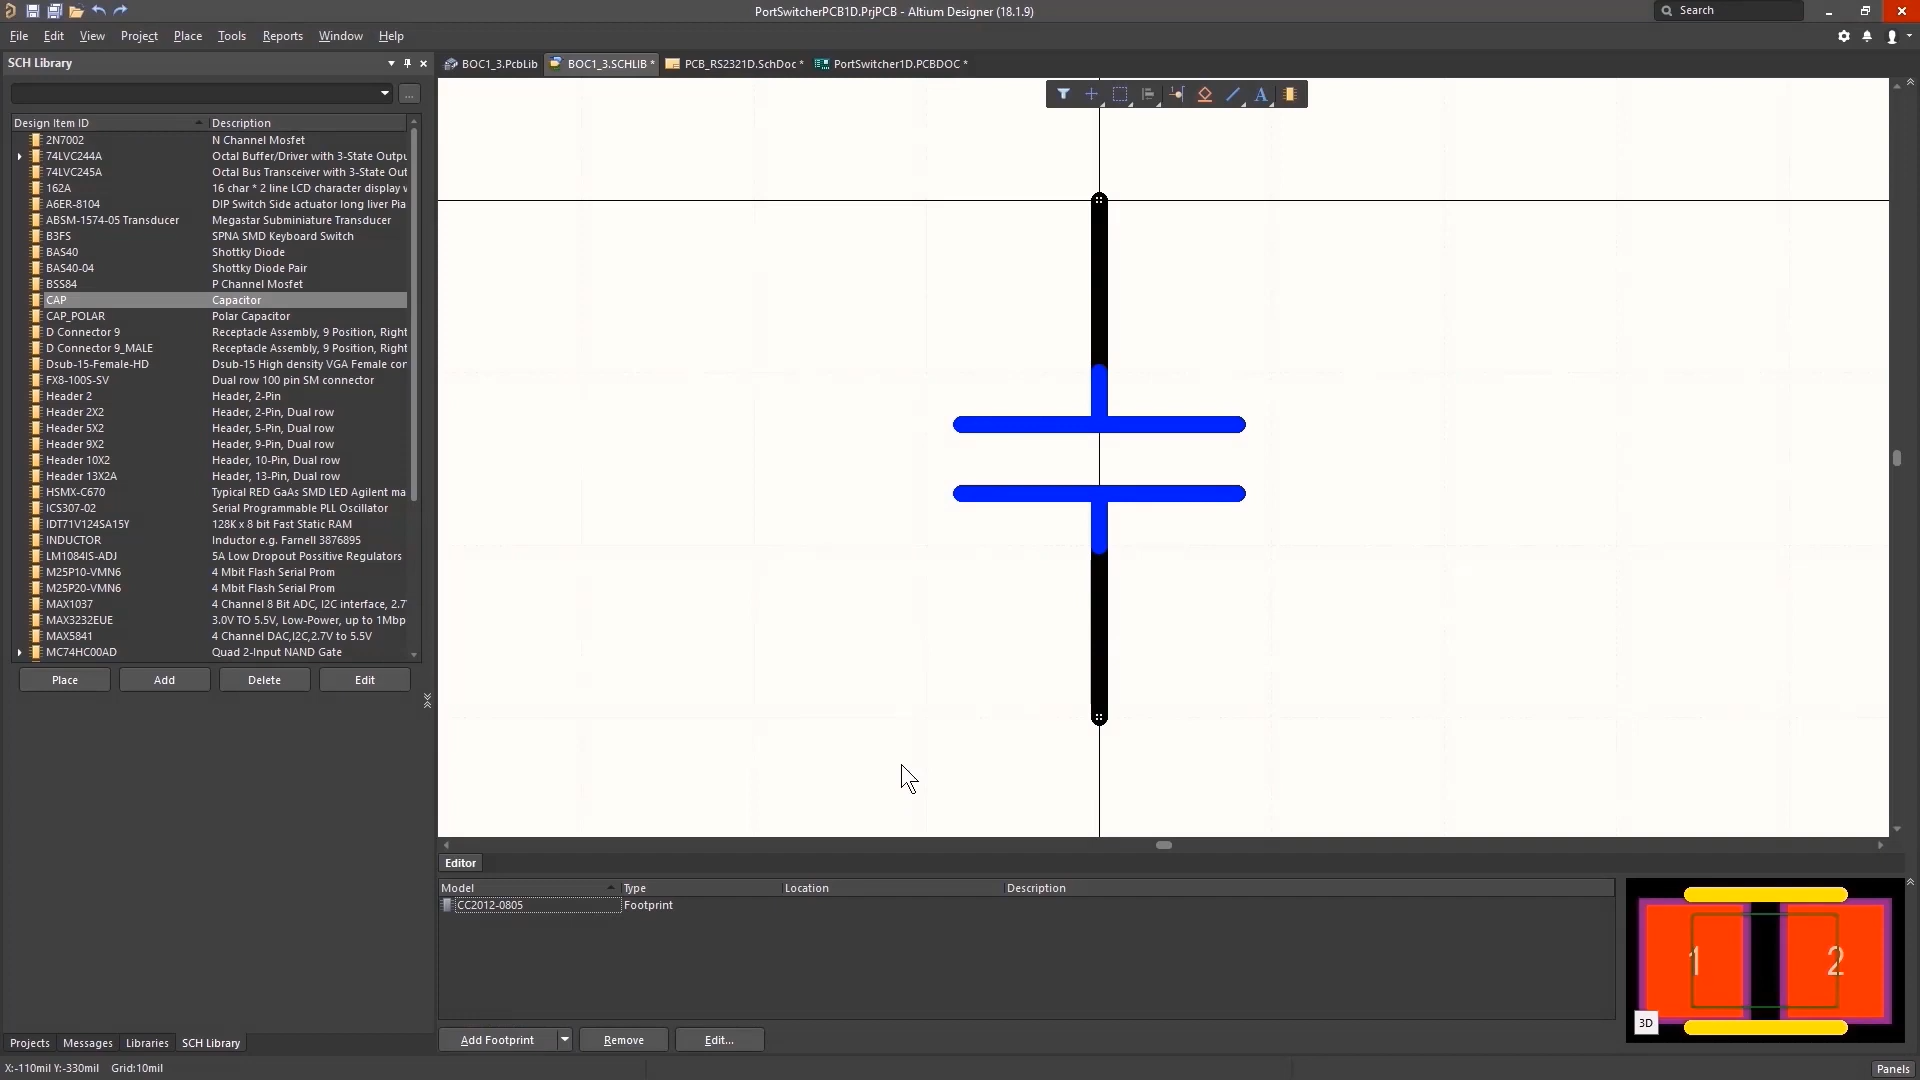 PortSwitcherPCB1D.PrjPCB - Altium Designer (18.1.9)
Search
File Edit View Project Place Tools Reports Window Help
SCH Library
BOC1_3.PcbLib
BOC1_3.SCHLIB *
PCB_RS2321D.SchDoc *
PortSwitcher1D.PCBDOC *
...
A
Design Item ID Description
2N7002 N Channel Mosfet
74LVC244A Octal Buffer/Driver with 3-State Outpu
74LVC245A Octal Bus Transceiver with 3-State Out
162A 16 char * 2 line LCD character display v
A6ER-8104 DIP Switch Side actuator long liver Pia
ABSM-1574-05 Transducer Megastar Subminiature Transducer
B3FS SPNA SMD Keyboard Switch
BAS40 Shottky Diode
BAS40-04 Shottky Diode Pair
BSS84 P Channel Mosfet
CAP Capacitor
CAP_POLAR Polar Capacitor
D Connector 9 Receptacle Assembly, 9 Position, Right
D Connector 9_MALE Receptacle Assembly, 9 Position, Right
Dsub-15-Female-HD Dsub-15 High density VGA Female cor
FX8-100S-SV Dual row 100 pin SM connector
Header 2 Header, 2-Pin
Header 2X2 Header, 2-Pin, Dual row
Header 5X2 Header, 5-Pin, Dual row
Header 9X2 Header, 9-Pin, Dual row
Header 10X2 Header, 10-Pin, Dual row
Header 13X2A Header, 13-Pin, Dual row
HSMX-C670 Typical RED GaAs SMD LED Agilent ma
ICS307-02 Serial Programmable PLL Oscillator
IDT71V124SA15Y 128K x 8 bit Fast Static RAM
INDUCTOR Inductor e.g. Farnell 3876895
LM1084IS-ADJ 5A Low Dropout Possitive Regulators
M25P10-VMN6 4 Mbit Flash Serial Prom
M25P20-VMN6 4 Mbit Flash Serial Prom
MAX1037 4 Channel 8 Bit ADC, I2C interface, 2.7
MAX3232EUE 3.0V TO 5.5V, Low-Power, up to 1Mbp
MAX5841 4 Channel DAC,I2C,2.7V to 5.5V
MC74HC00AD Quad 2-Input NAND Gate
Place Add Delete Edit
Editor
Model Type Location Description
CC2012-0805 Footprint
1 2
3D
Add Footprint Remove Edit...
Projects Messages Libraries SCH Library
X:-110mil Y:-330mil Grid:10mil
Panels